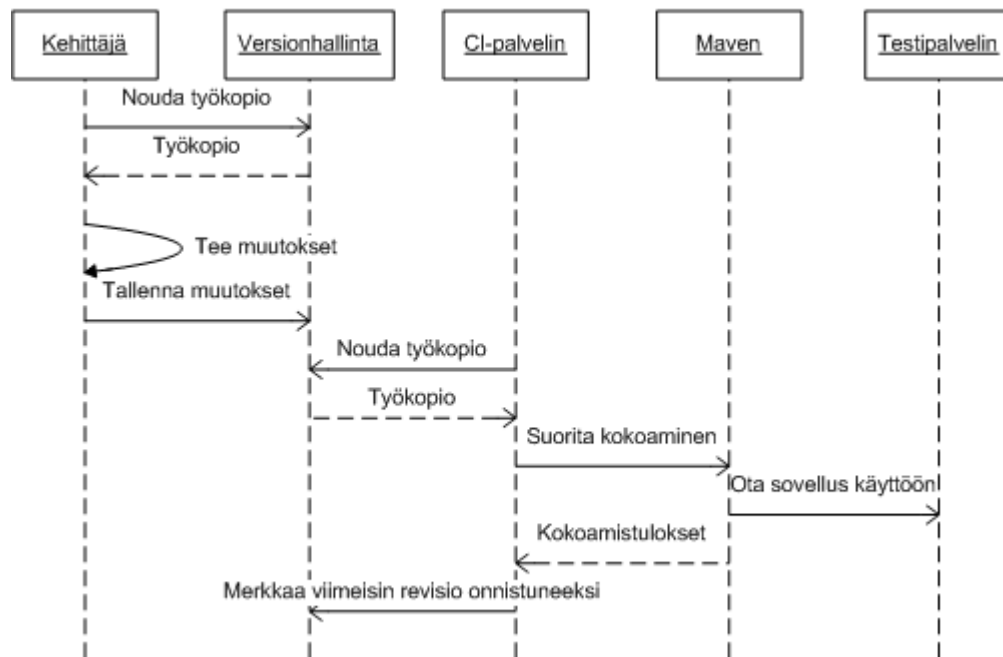 Kehittäjä
Versionhallinta
CI-palvelin
Maven
Testipalvelin
Nouda työkopio
Työkopio
Tee muutokset
Tallenna muutokset
Nouda työkopio
Työkopio
Suorita kokoaminen
Ota sovellus käyttöön
Kokoamistulokset
Merkkaa viimeisin revisio onnistuneeksi